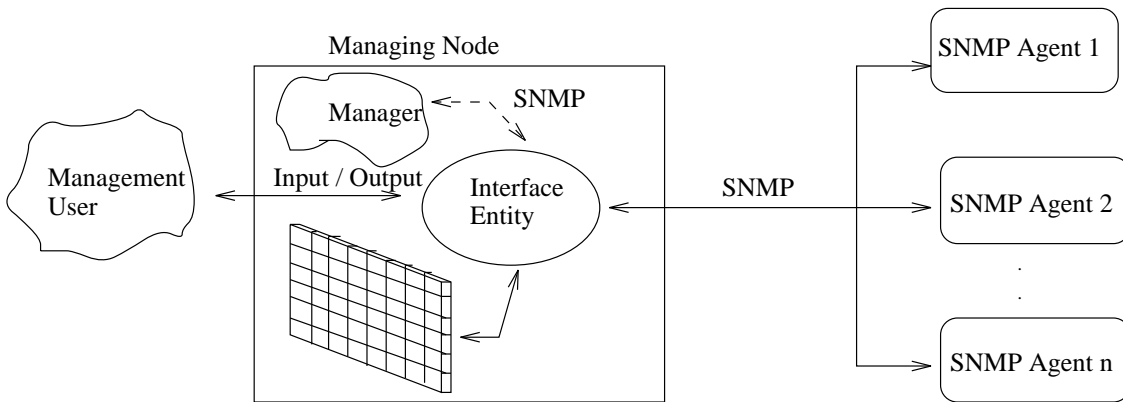 Managing Node
SNMP Agent 1
Manager
SNMP
Management
User
Input / Output
Interface
Entity
SNMP
SNMP Agent 2
.
.
SNMP Agent n